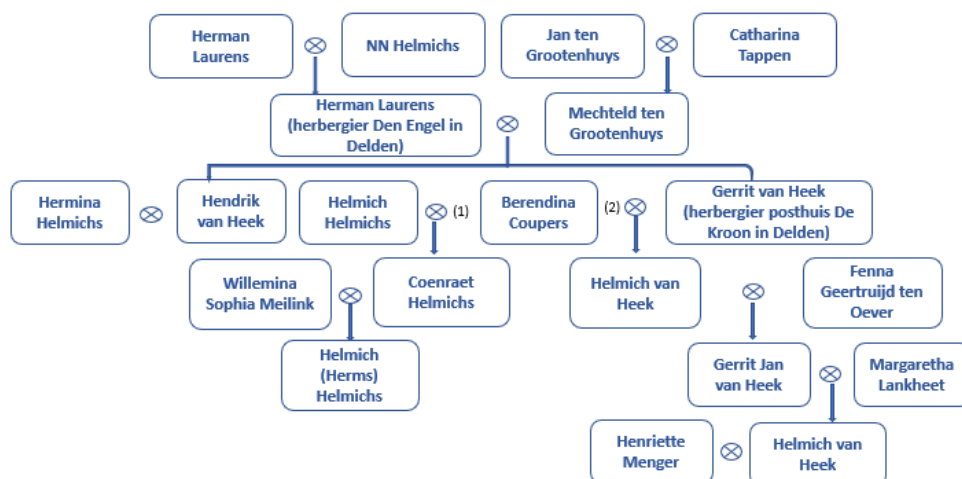 Herman
Laurens
NN Helmichs
Jan ten
Grootenhuys
Catharina
Tappen
Herman Laurens
(herbergier Den Engel in
Delden)
Mechteld ten
Grootenhuys
Hermina
Helmichs
Hendrik
van Heek
Helmich
Helmichs
(1)
Berendina
Coupers
(2)
Gerrit van Heek
(herbergier posthuis De
Kroon in Delden)
Willemina
Sophia Meilink
Coenraet
Helmichs
Helmich van
Heek
Fenna
Geertruijd ten
Oever
Helmich
(Herms)
Helmichs
Gerrit Jan
van Heek
Margaretha
Lankheet
Henriette
Menger
Helmich van
Heek